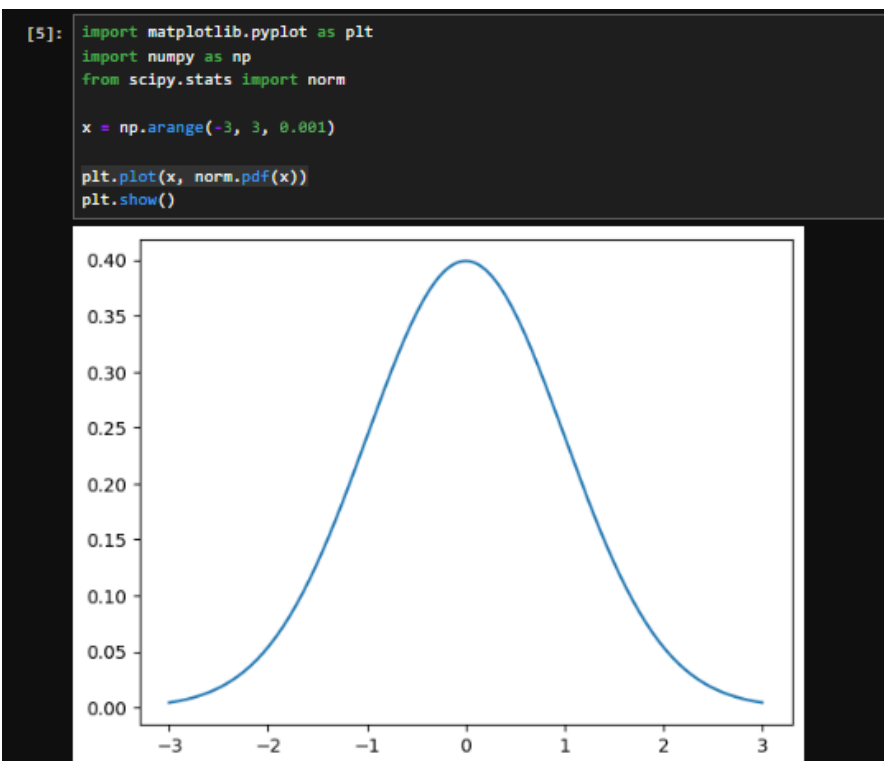 [5]: import matplotlib.pyplot as plt
import numpy as np
from scipy.stats import norm
x = np.arange(-3, 3, 0.001)
plt.plot(x, norm.pdf(x))
plt.show()
0.40
0.35
0.30
0.25
0.20
0.15
0.10
0.05
0.00
−3 −2 −1 0 1 2 3